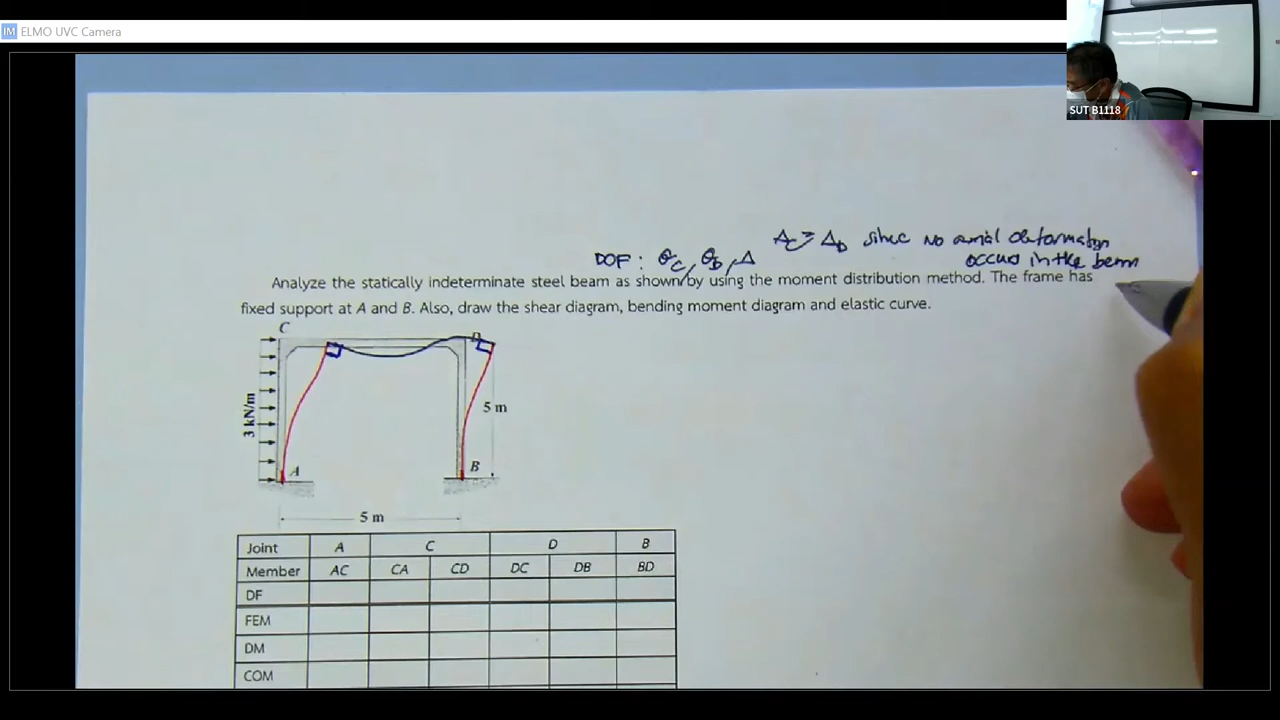 IM ELMO UVC Camera
SUT B1118
Δc = ΔD since no axial deformation
occurs in the beam
DOF : θc, θD, Δ
Analyze the statically indeterminate steel beam as shown by using the moment distribution method. The frame has
fixed support at A and B. Also, draw the shear diagram, bending moment diagram and elastic curve.
C
D
3 kN/m
5 m
A
B
5 m
Joint A C D B
Member AC CA CD DC DB BD
DF
FEM
DM
COM